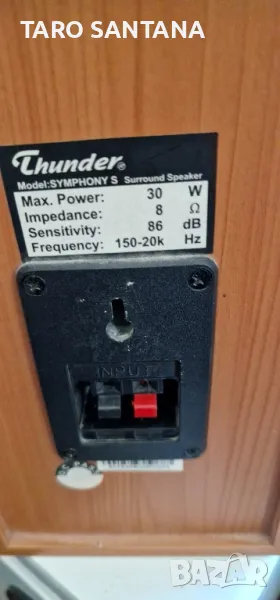 TARO SANTANA
Thunder®
Model:SYMPHONY S Surround Speaker
Max. Power: 30 W
Impedance: 8 Ω
Sensitivity: 86 dB
Frequency: 150-20k Hz
INPUT
BAZAR
bg